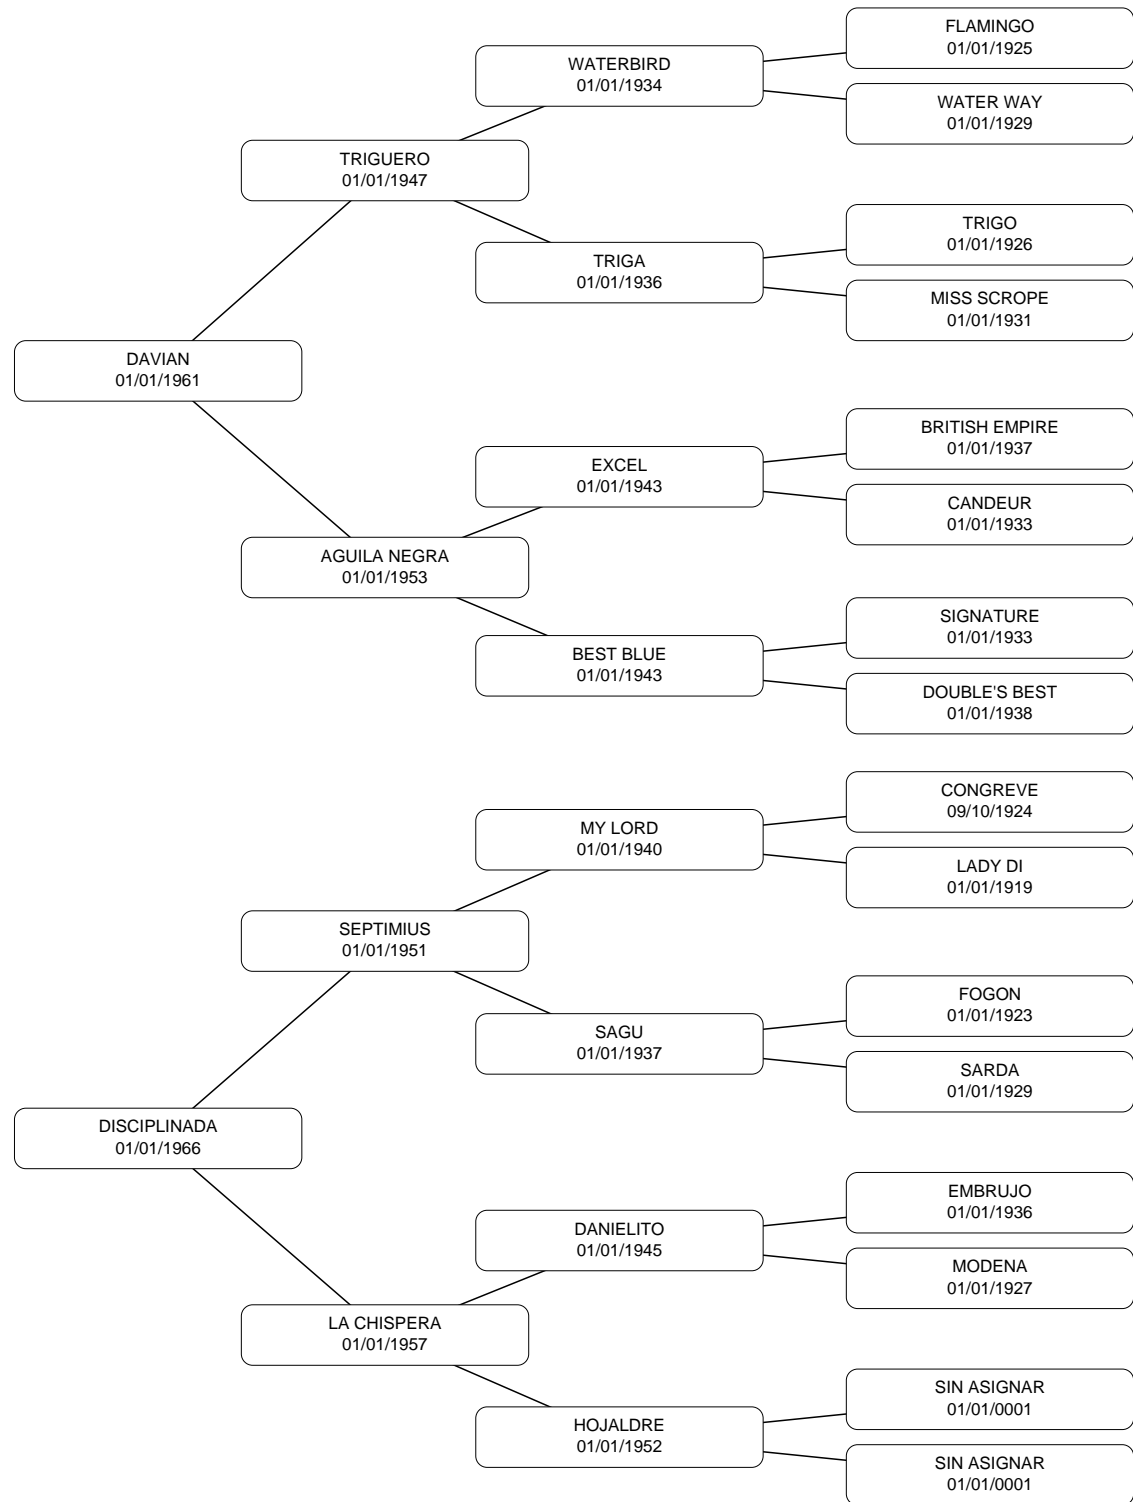 FLAMINGO
01/01/1925
WATERBIRD
01/01/1934
WATER WAY
01/01/1929
TRIGUERO
01/01/1947
TRIGO
01/01/1926
TRIGA
01/01/1936
MISS SCROPE
01/01/1931
DAVIAN
01/01/1961
BRITISH EMPIRE
01/01/1937
EXCEL
01/01/1943
CANDEUR
01/01/1933
AGUILA NEGRA
01/01/1953
SIGNATURE
01/01/1933
BEST BLUE
01/01/1943
DOUBLE'S BEST
01/01/1938
CONGREVE
09/10/1924
MY LORD
01/01/1940
LADY DI
01/01/1919
SEPTIMIUS
01/01/1951
FOGON
01/01/1923
SAGU
01/01/1937
SARDA
01/01/1929
DISCIPLINADA
01/01/1966
EMBRUJO
01/01/1936
DANIELITO
01/01/1945
MODENA
01/01/1927
LA CHISPERA
01/01/1957
SIN ASIGNAR
01/01/0001
HOJALDRE
01/01/1952
SIN ASIGNAR
01/01/0001